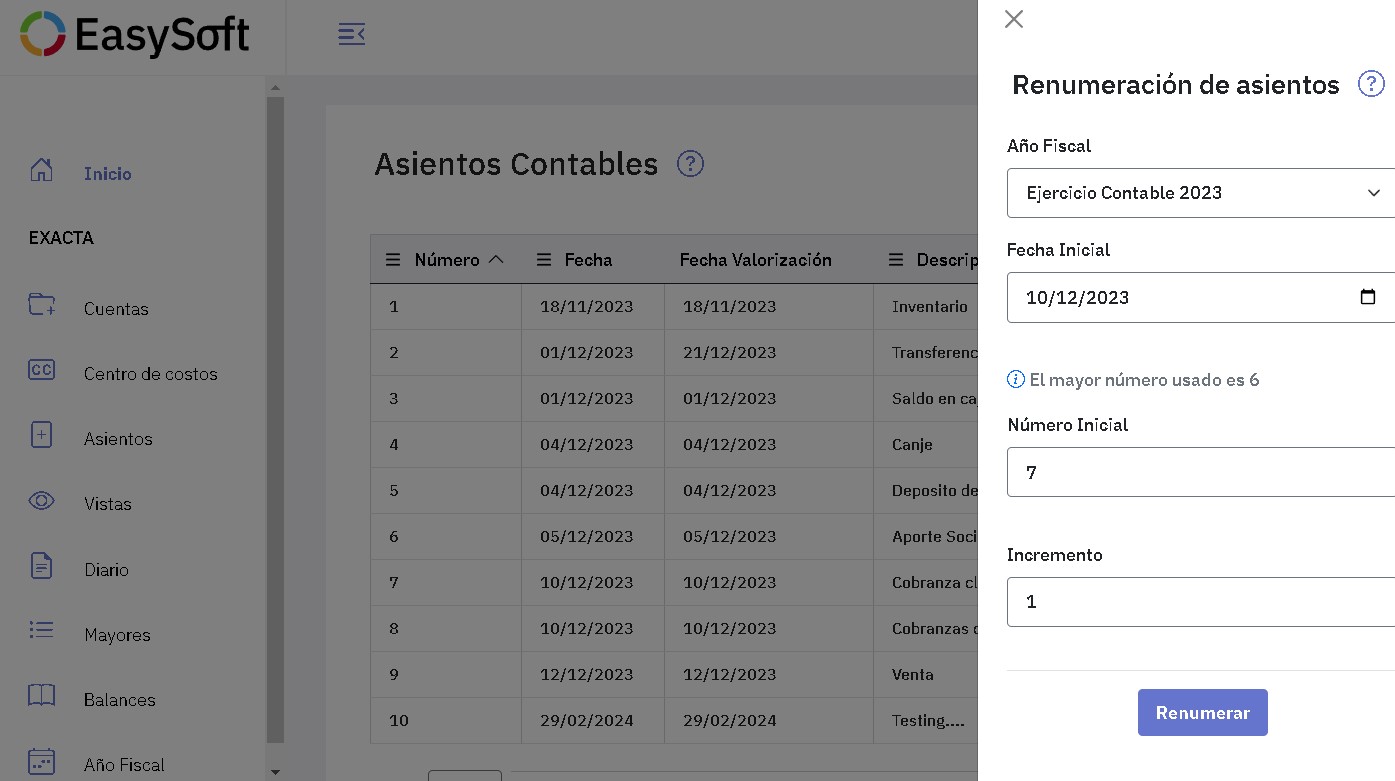 EasySoft
Inicio
EXACTA
Cuentas
CC
Centro de costos
Asientos
Vistas
Diario
Mayores
Balances
Año Fiscal
Asientos Contables ?
Número Fecha Fecha Valorización Descrip
1 18/11/2023 18/11/2023 Inventario
2 01/12/2023 21/12/2023 Transferenc
3 01/12/2023 01/12/2023 Saldo en ca
4 04/12/2023 04/12/2023 Canje
5 04/12/2023 04/12/2023 Deposito de
6 05/12/2023 05/12/2023 Aporte Soci
7 10/12/2023 10/12/2023 Cobranza cl
8 10/12/2023 10/12/2023 Cobranzas
9 12/12/2023 12/12/2023 Venta
10 29/02/2024 29/02/2024 Testing....
Renumeración de asientos ?
Año Fiscal
Ejercicio Contable 2023
Fecha Inicial
10/12/2023
i El mayor número usado es 6
Número Inicial
7
Incremento
1
Renumerar